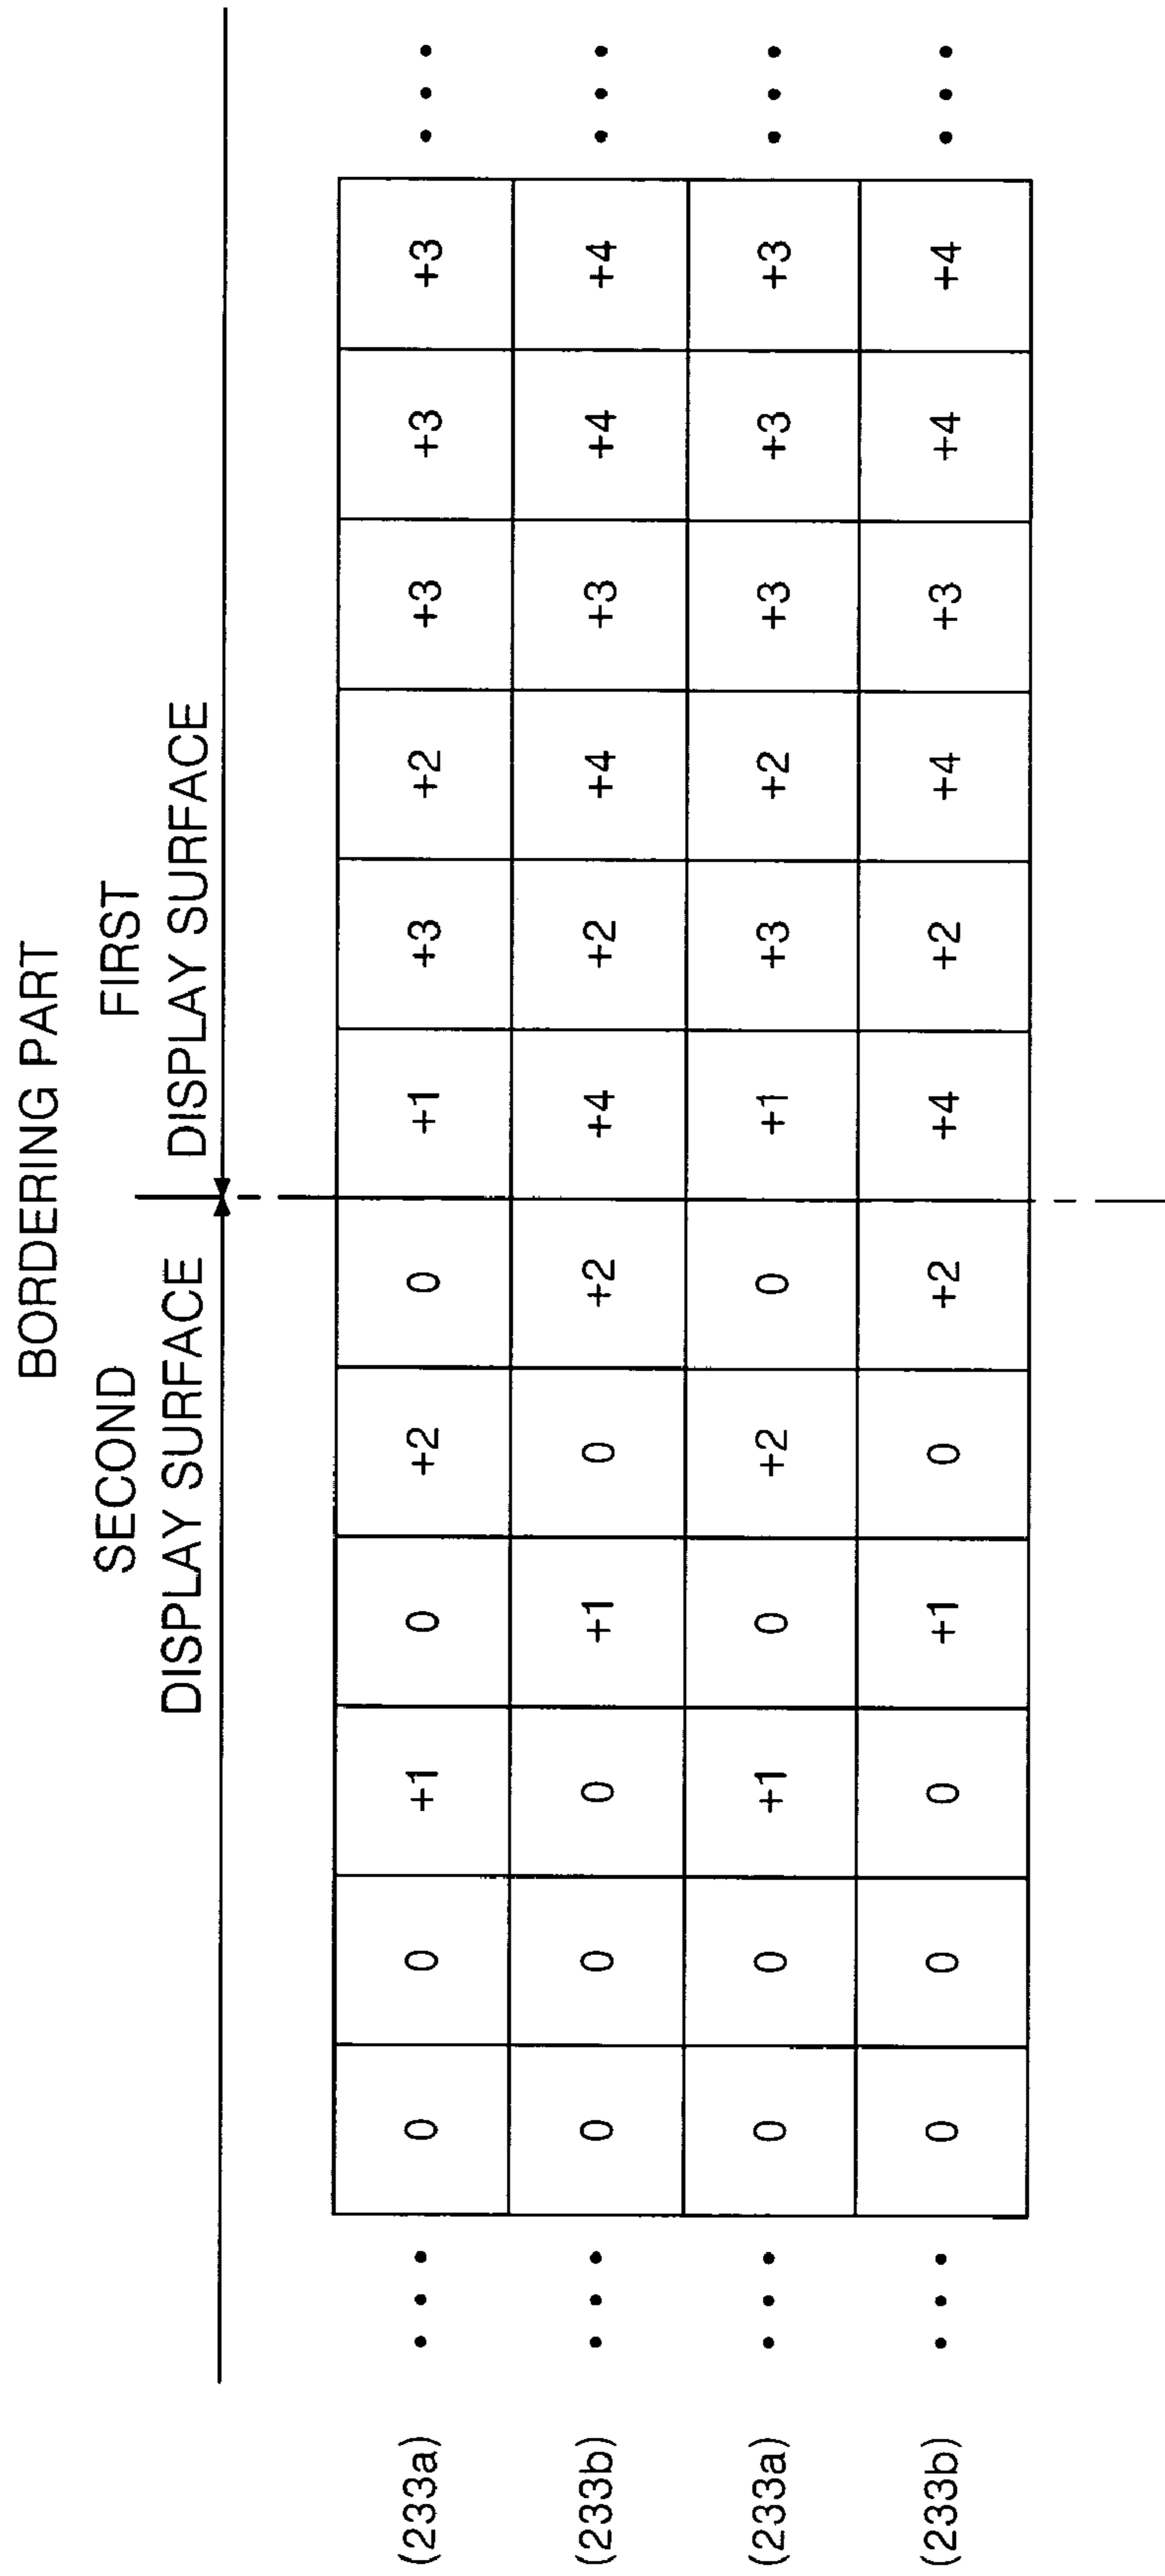 BORDERING PART
SECOND
DISPLAY SURFACE
FIRST
DISPLAY SURFACE
(233a) ... 0 0 +1 0 +2 0 +1 +3 +2 +3 +3 +3 ...
(233b) ... 0 0 0 +1 0 +2 +4 +2 +4 +3 +4 +4 ...
(233a) ... 0 0 +1 0 +2 0 +1 +3 +2 +3 +3 +3 ...
(233b) ... 0 0 0 +1 0 +2 +4 +2 +4 +3 +4 +4 ...